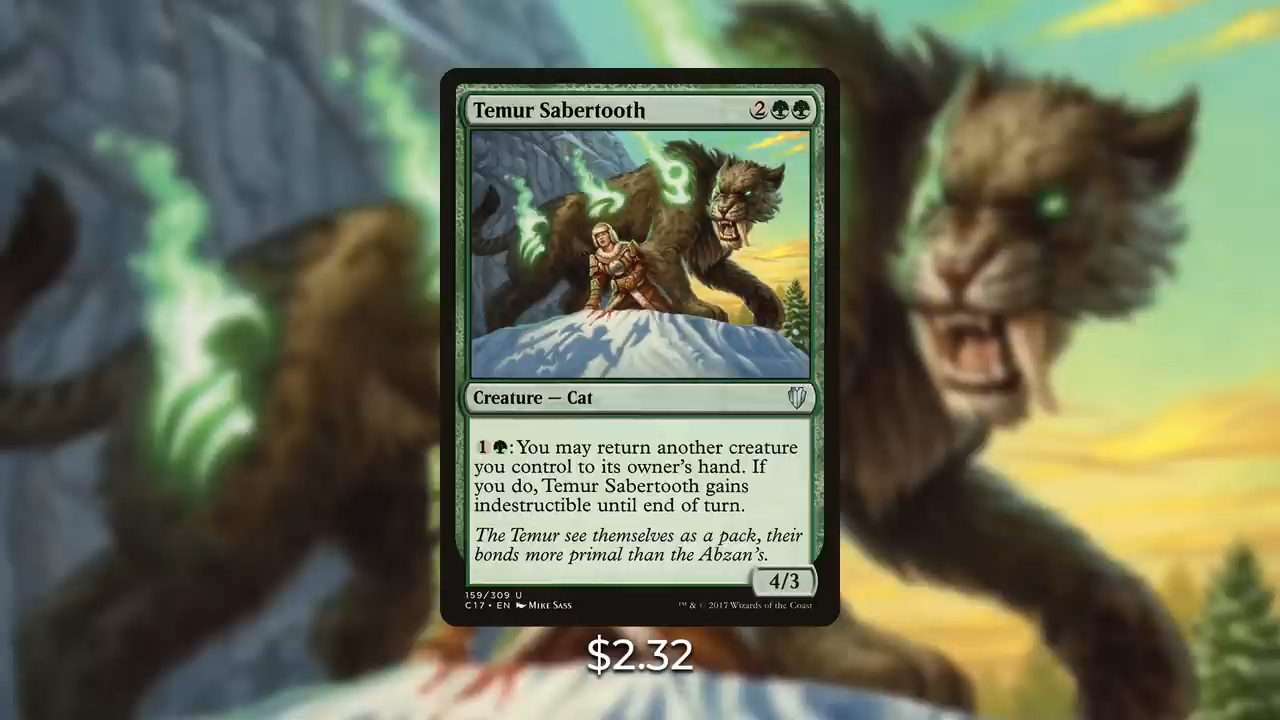 Temur Sabertooth 2
Creature — Cat
1 : You may return another creature
you control to its owner's hand. If
you do, Temur Sabertooth gains
indestructible until end of turn.
The Temur see themselves as a pack, their
bonds more primal than the Abzan's.
4/3
159/309 U
C17 • EN Mike Sass
™ & © 2017 Wizards of the Coast
$2.32